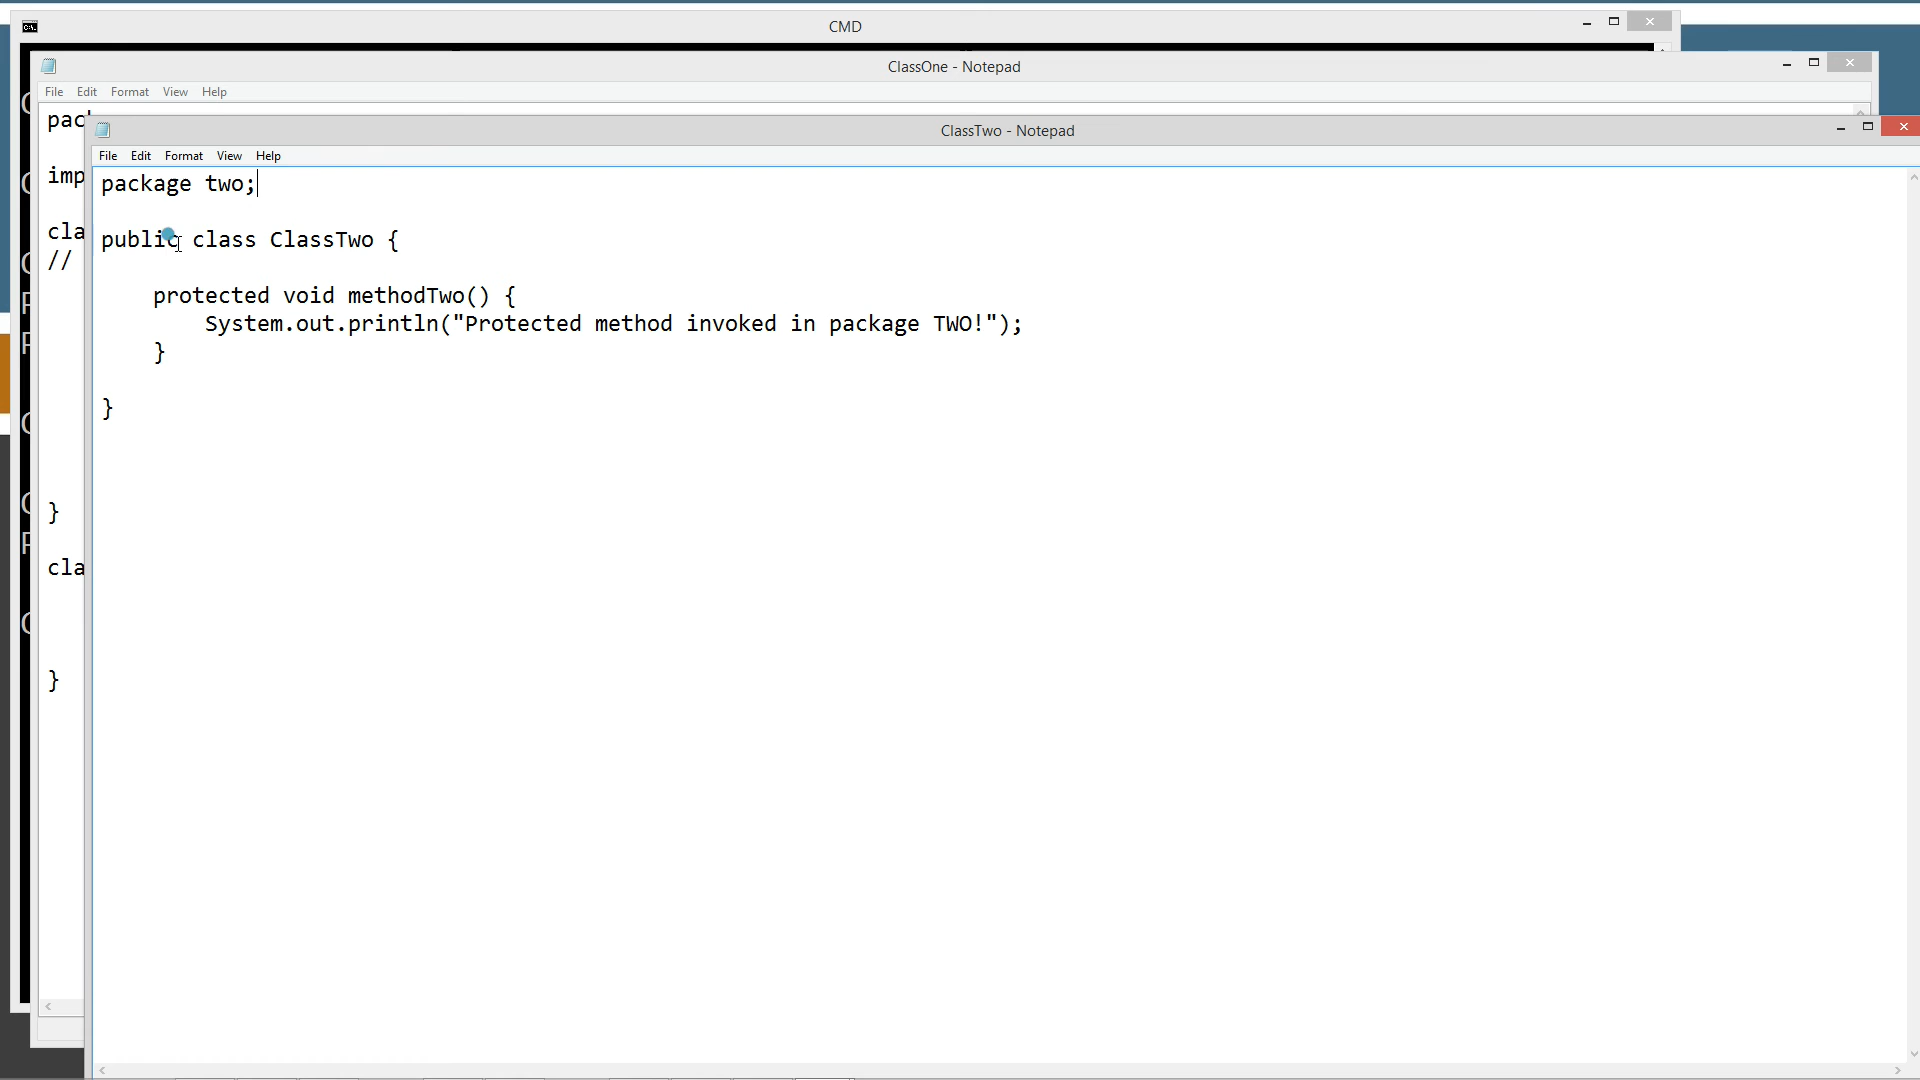 CMD
ClassOne - Notepad
File Edit Format View Help
ClassTwo - Notepad
File Edit Format View Help
package two;
public class ClassTwo {
protected void methodTwo() {
System.out.println("Protected method invoked in package TWO!");
}
}
imp
cla
//
}
cla
}